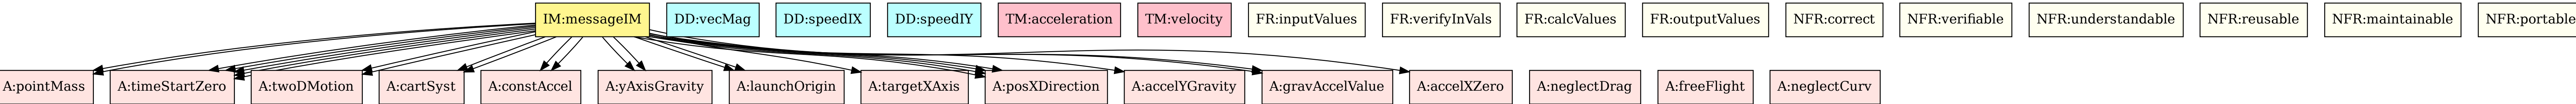 IM:messageIM DD:vecMag DD:speedIX DD:speedIY TM:acceleration TM:velocity FR:inputValues FR:verifyInVals FR:calcValues FR:outputValues NFR:correct NFR:verifiable NFR:understandable NFR:reusable NFR:maintainable NFR:portable
A:pointMass A:timeStartZero A:twoDMotion A:cartSyst A:constAccel A:yAxisGravity A:launchOrigin A:targetXAxis A:posXDirection A:accelYGravity A:gravAccelValue A:accelXZero A:neglectDrag A:freeFlight A:neglectCurv